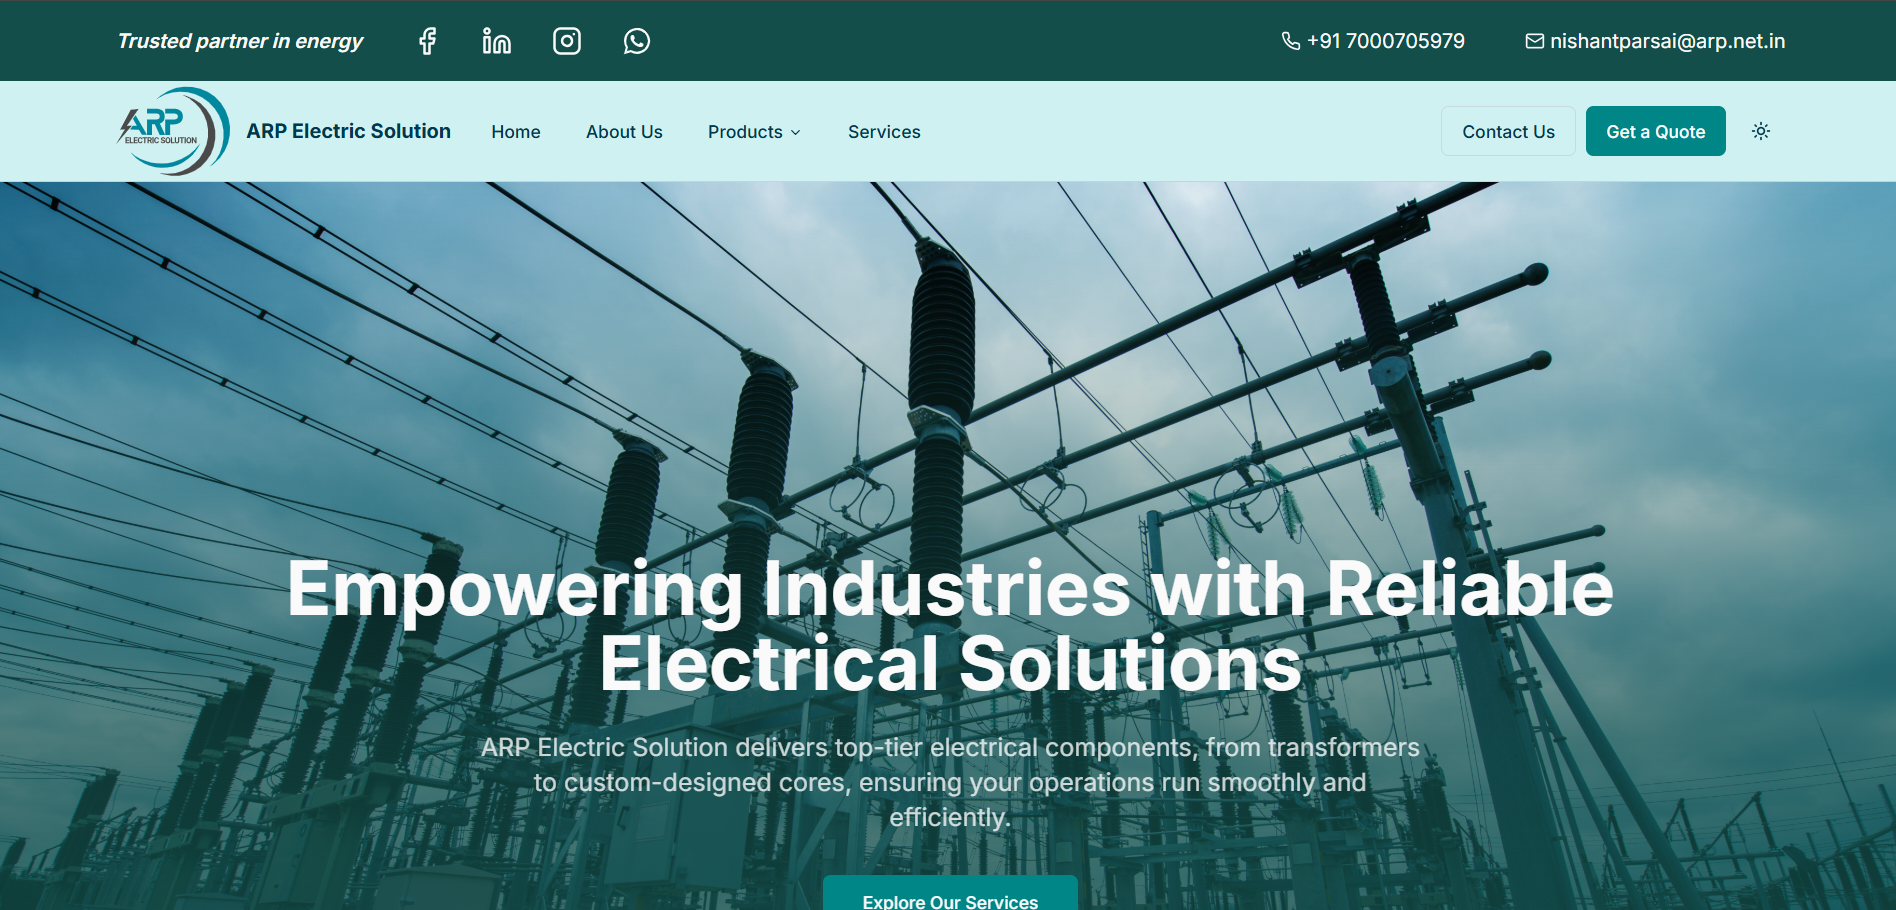 Trusted partner in energy
+91 7000705979
nishantparsai@arp.net.in
ARP
ELECTRIC SOLUTION
ARP Electric Solution
Home
About Us
Products
Services
Contact Us
Get a Quote
Empowering Industries with Reliable
Electrical Solutions
ARP Electric Solution delivers top-tier electrical components, from transformers
to custom-designed cores, ensuring your operations run smoothly and
efficiently.
Explore Our Services